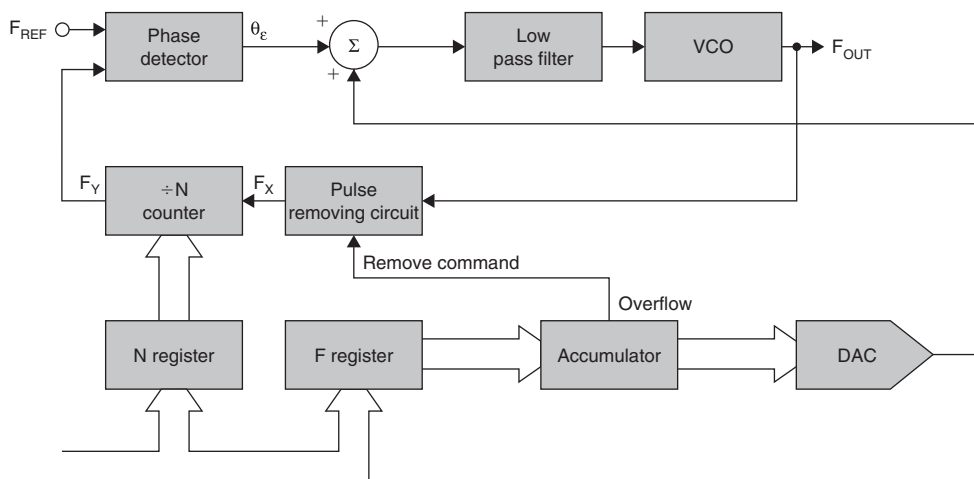 F_REF
Phase
detector
θ_ε
+
+
Σ
Low
pass filter
VCO
F_OUT
F_Y
÷N
counter
F_X
Pulse
removing circuit
Remove command
Overflow
N register
F register
Accumulator
DAC